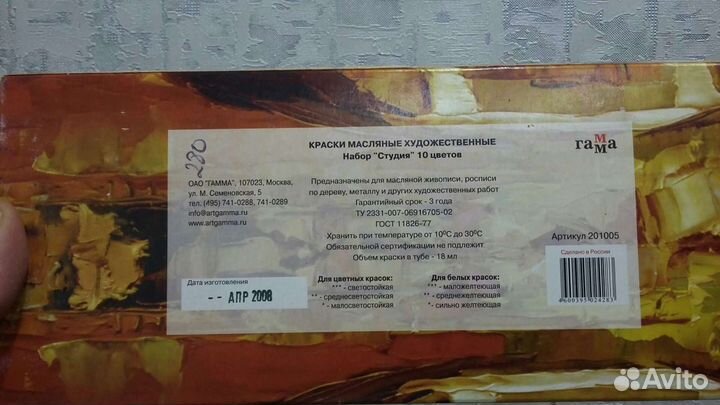 280
КРАСКИ МАСЛЯНЫЕ ХУДОЖЕСТВЕННЫЕ
Набор "Студия" 10 цветов
гамма
ОАО "ГАММА", 107023, Москва,
ул. М. Семеновская, 5
тел. (495) 741-0288, 741-0289
info@artgamma.ru
www.artgamma.ru
Предназначены для масляной живописи, росписи
по дереву, металлу и других художественных работ
Гарантийный срок - 3 года
ТУ 2331-007-06916705-02
ГОСТ 11826-77
Хранить при температуре от 10°С до 30°С
Обязательной сертификации не подлежит
Объем краски в тубе - 18 мл
Артикул 201005
Сделано в России
4600395024283
Дата изготовления
-- АПР 2008
Для цветных красок:
*** - светостойкая
** - среднесветостойкая
* - малосветостойкая
Для белых красок:
*** - маложелтеющая
** - среднежелтеющая
*- сильно желтеющая
Avito